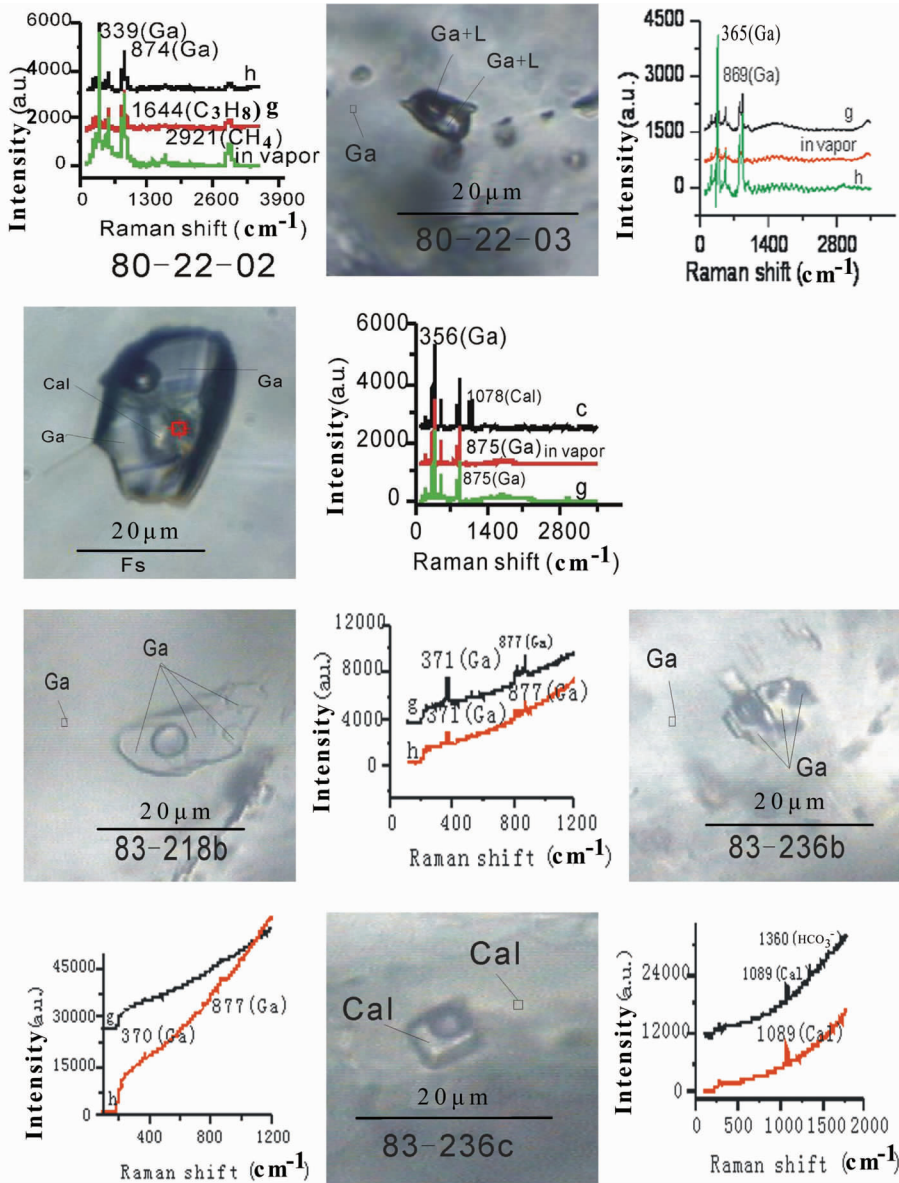 6000
4000
2000
0
Intensity(a.u.)
339(Ga)
874(Ga)
h
1644(C3H8) g
2921(CH4)
in vapor
0 1300 2600 3900
Raman shift (cm-1)
80-22-02
Ga+L
Ga+L
Ga
20μm
80-22-03
4500
3000
1500
0
Intensity(a.u.)
365(Ga)
869(Ga)
g
in vapor
h
0 1400 2800
Raman shift (cm-1)
Cal
Ga
Ga
20μm
Fs
6000
4000
2000
0
Intensity(a.u.)
356(Ga)
1078(Cal)
c
875(Ga) in vapor
875(Ga)
g
0 1400 2800
Raman shift (cm-1)
Ga
Ga
20μm
83-218b
12000
8000
4000
0
Intensity(a.u.)
877(Ga)
371(Ga)
877(Ga)
g
371(Ga)
h
0 400 800 1200
Raman shift (cm-1)
Ga
Ga
20μm
83-236b
45000
30000
15000
0
Intensity(a.u.)
g
370(Ga)
877(Ga)
h
400 800 1200
Raman shift (cm-1)
Cal
Cal
20μm
83-236c
24000
12000
0
Intensity(a.u.)
1360(HCO3-)
1089(Cal)
1089(Cal)
0 500 1000 1500 2000
Raman shift (cm-1)